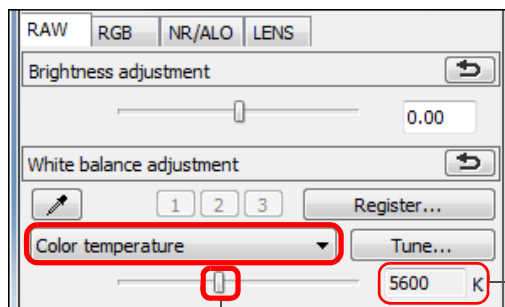 RAW RGB NR/ALO LENS
Brightness adjustment
0.00
White balance adjustment
1 2 3 Register...
Color temperature Tune...
5600 K